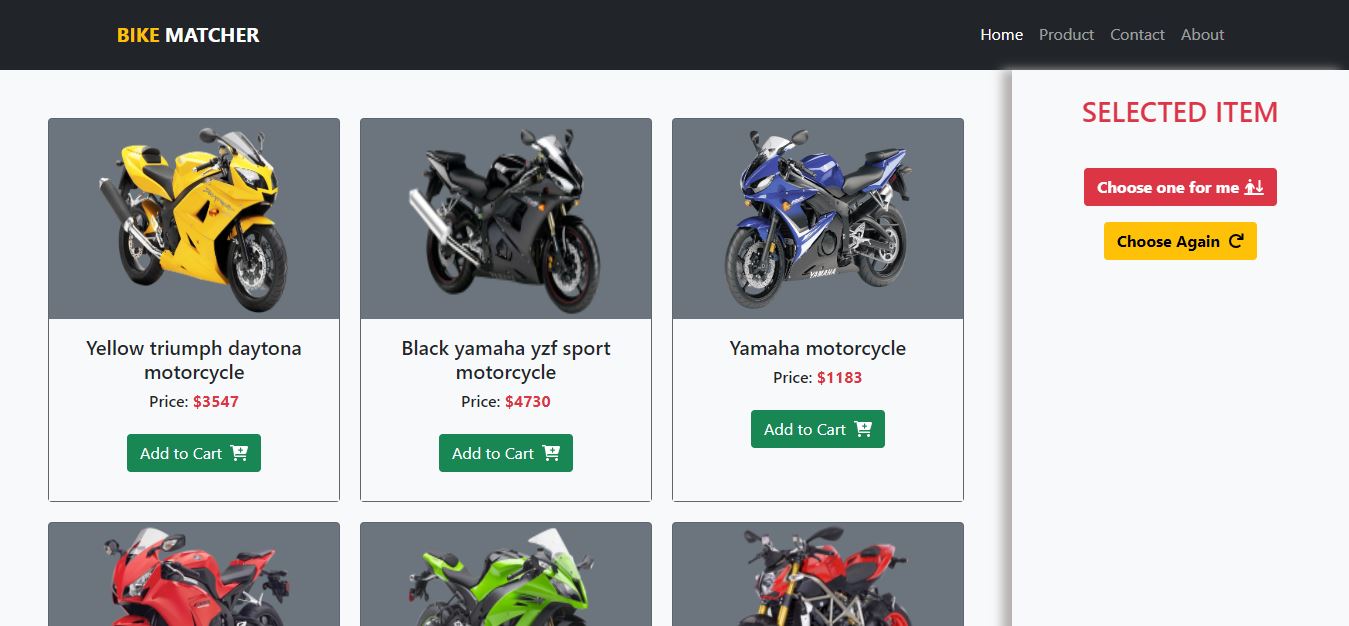 BIKE MATCHER
Home Product Contact About
SELECTED ITEM
Choose one for me
Choose Again
YAMAHA
Yellow triumph daytona
motorcycle
Price: $3547
Add to Cart
Black yamaha yzf sport
motorcycle
Price: $4730
Add to Cart
Yamaha motorcycle
Price: $1183
Add to Cart